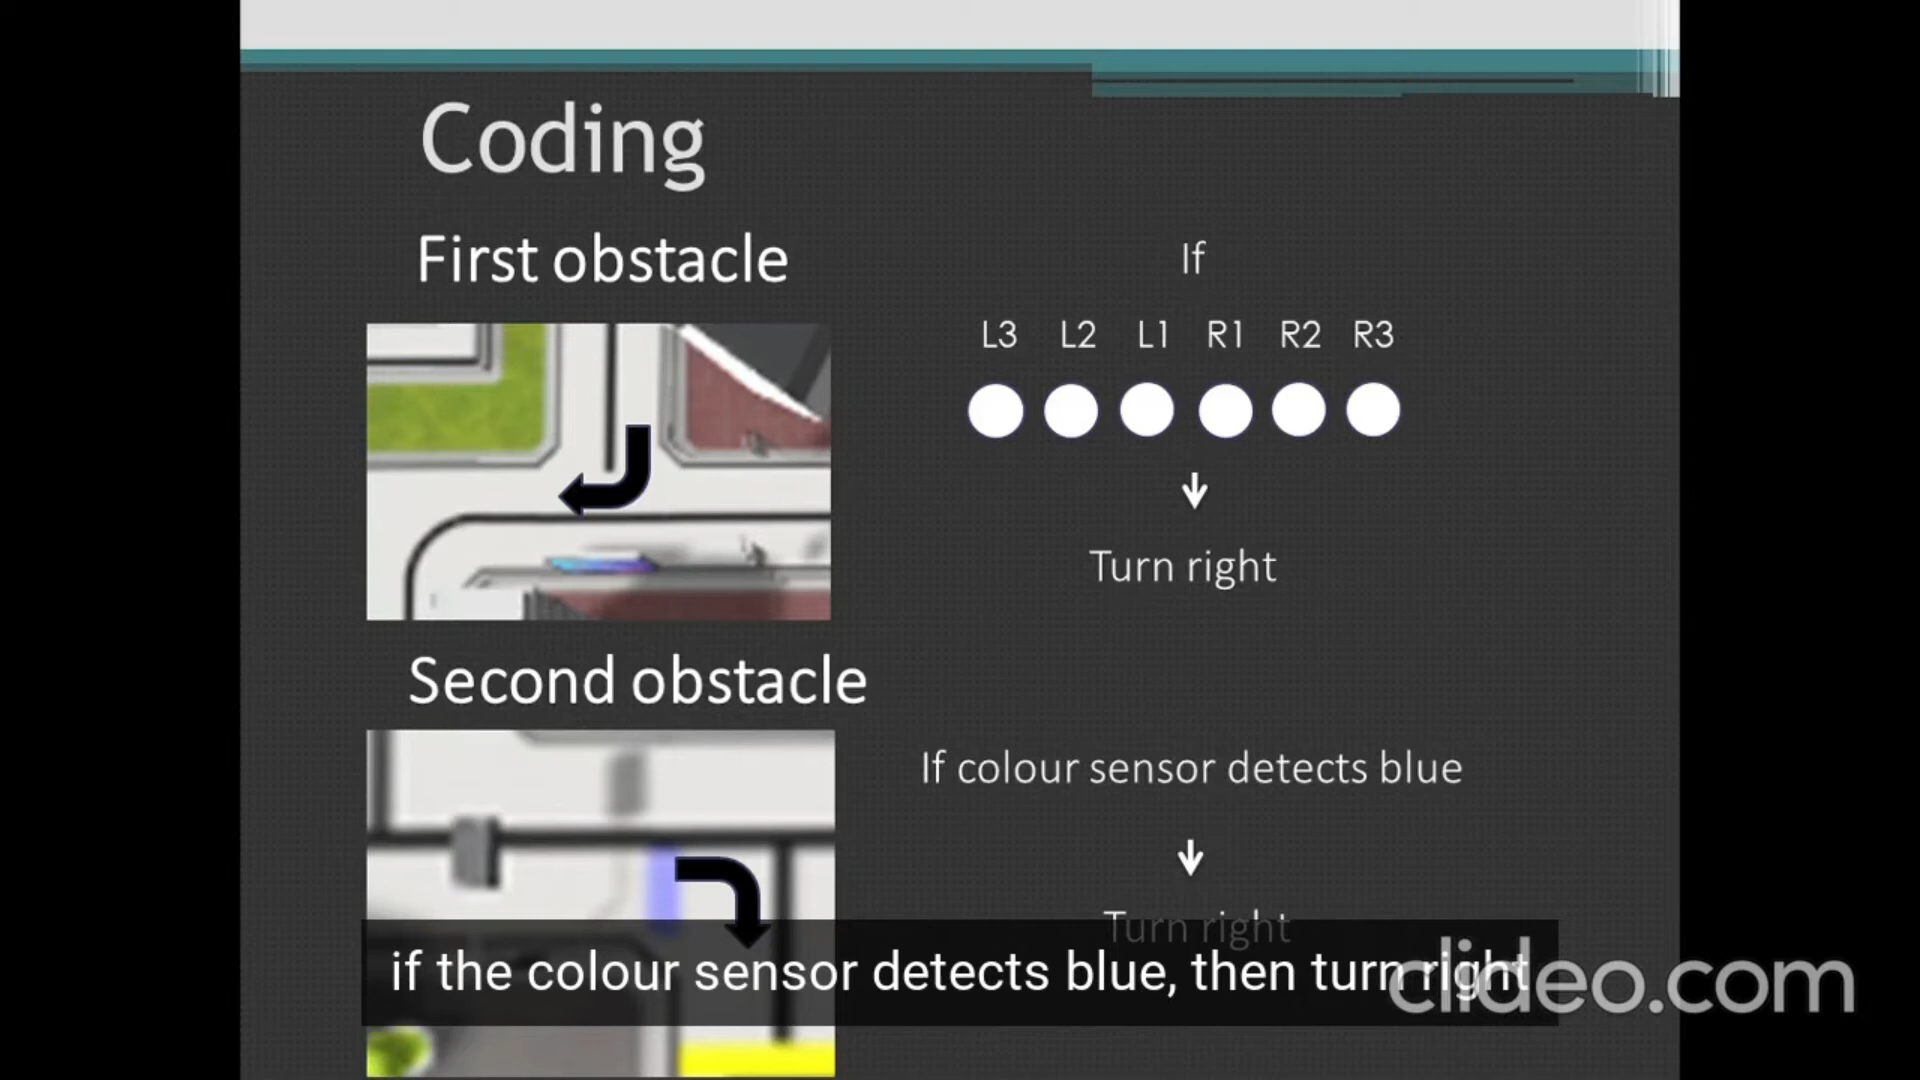 Coding
First obstacle
If
L3 L2 L1 R1 R2 R3
Turn right
Second obstacle
If colour sensor detects blue
Turn right
if the colour sensor detects blue, then turn right
clideo.com